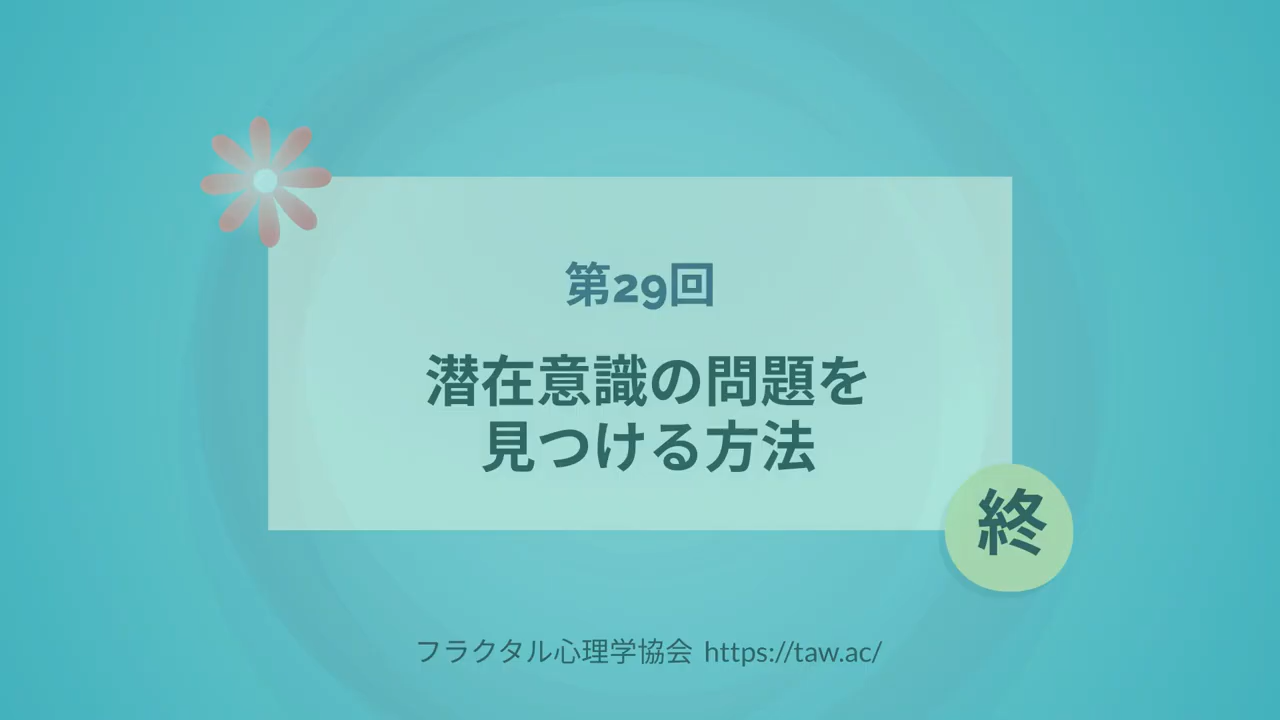 第29回
潜在意識の問題を
見つける方法
終
フラクタル心理学協会 https://taw.ac/